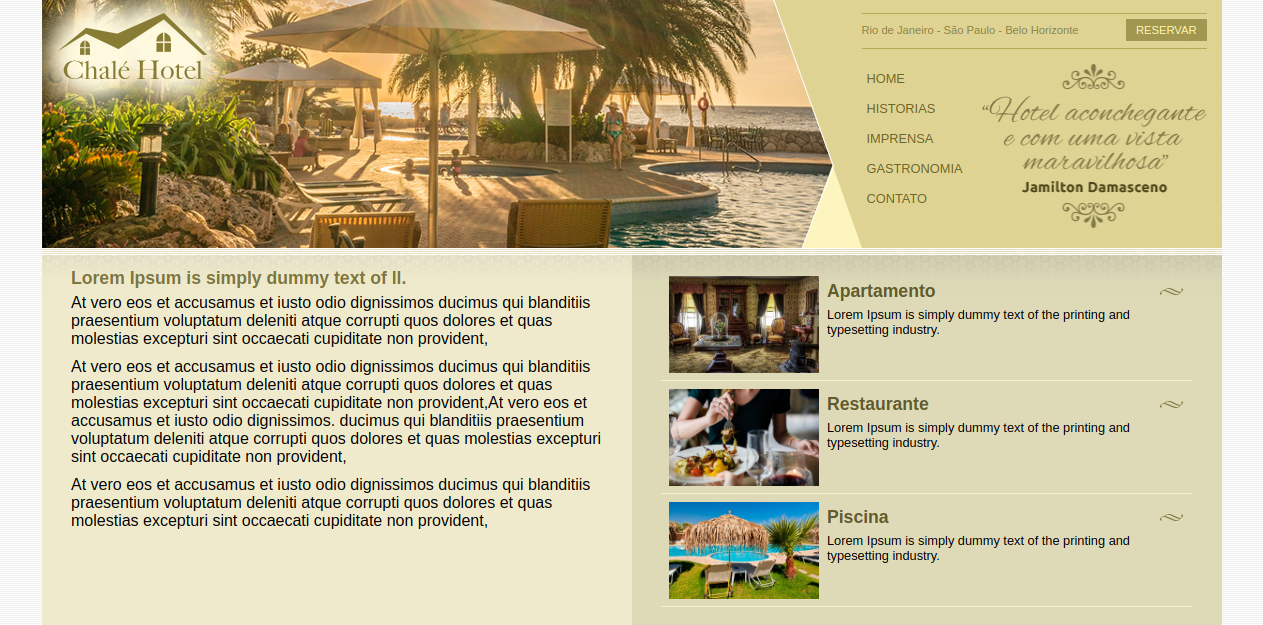 Chalé Hotel
Rio de Janeiro - São Paulo - Belo Horizonte
RESERVAR
HOME
HISTORIAS
IMPRENSA
GASTRONOMIA
CONTATO
“Hotel aconchegante
e com uma vista
maravilhosa”
Jamilton Damasceno
Lorem Ipsum is simply dummy text of II.
At vero eos et accusamus et iusto odio dignissimos ducimus qui blanditiis
praesentium voluptatum deleniti atque corrupti quos dolores et quas
molestias excepturi sint occaecati cupiditate non provident,
At vero eos et accusamus et iusto odio dignissimos ducimus qui blanditiis
praesentium voluptatum deleniti atque corrupti quos dolores et quas
molestias excepturi sint occaecati cupiditate non provident,At vero eos et
accusamus et iusto odio dignissimos. ducimus qui blanditiis praesentium
voluptatum deleniti atque corrupti quos dolores et quas molestias excepturi
sint occaecati cupiditate non provident,
At vero eos et accusamus et iusto odio dignissimos ducimus qui blanditiis
praesentium voluptatum deleniti atque corrupti quos dolores et quas
molestias excepturi sint occaecati cupiditate non provident,
Apartamento
Lorem Ipsum is simply dummy text of the printing and
typesetting industry.
Restaurante
Lorem Ipsum is simply dummy text of the printing and
typesetting industry.
Piscina
Lorem Ipsum is simply dummy text of the printing and
typesetting industry.